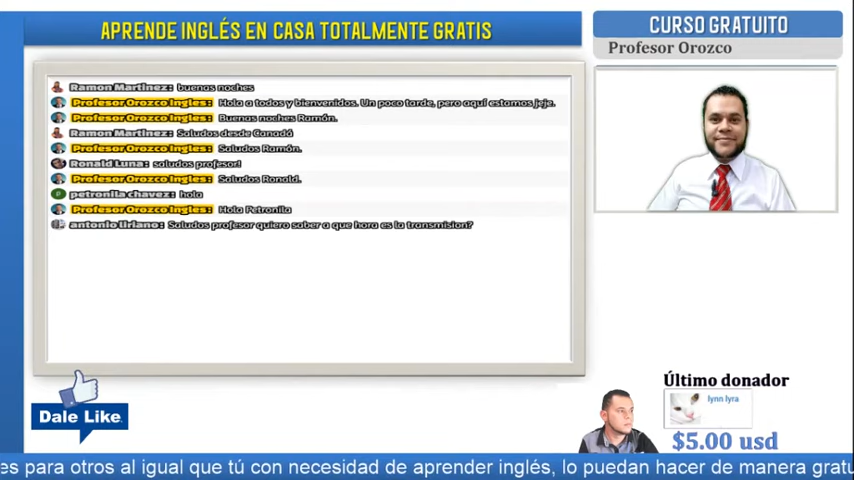 APRENDE INGLÉS EN CASA TOTALMENTE GRATIS
CURSO GRATUITO
Profesor Orozco
Ramon Martinez: buenas noches
Profesor Orozco Ingles: Hola a todos y bienvenidos. Un poco tarde, pero aquí estamos jeje.
Profesor Orozco Ingles: Buenas noches Ramón.
Ramon Martinez: Saludos desde Canadá
Profesor Orozco Ingles: Saludos Ramón.
Ronald Luna: saludos profesor!
Profesor Orozco Ingles: Saludos Ronald.
P petronila chavez: hola
Profesor Orozco Ingles: Hola Petronila
antonio liriano: Saludos profesor quiero saber a que hora es la transmision?
Último donador
lynn lyra
$5.00 usd
Dale Like.
es para otros al igual que tú con necesidad de aprender inglés, lo puedan hacer de manera gratu